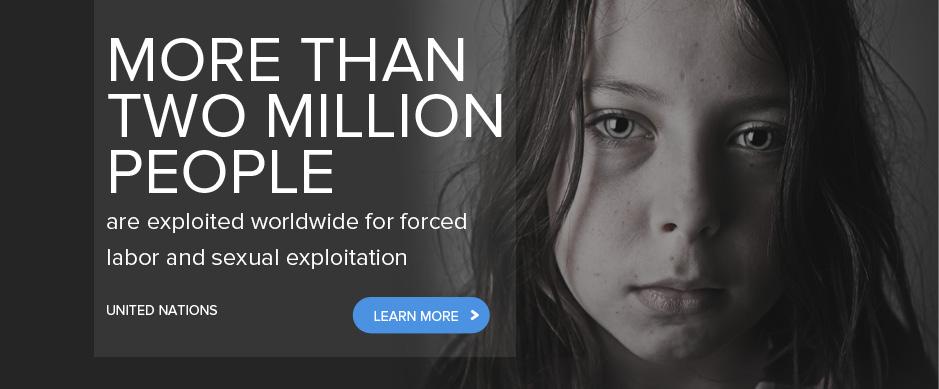 MORE THAN
TWO MILLION
PEOPLE
are exploited worldwide for forced
labor and sexual exploitation
UNITED NATIONS
LEARN MORE